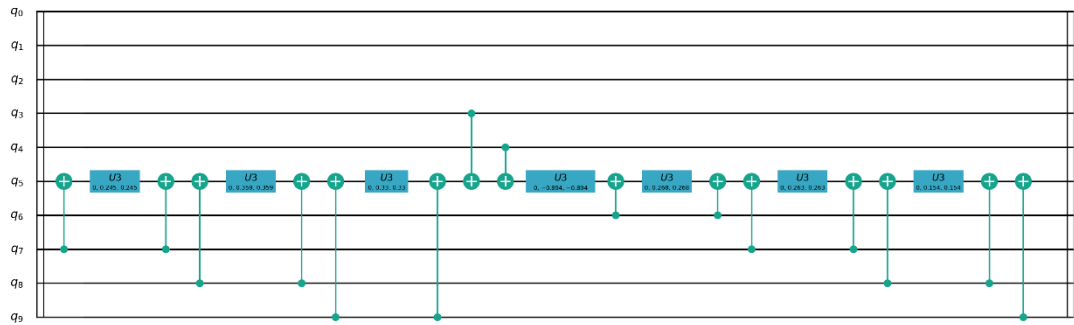 q0
q1
q2
q3
q4
q5
U3
0, 0.245, 0.245
U3
0, 0.359, 0.359
U3
0, 0.33, 0.33
U3
0, −0.894, −0.894
U3
0, 0.268, 0.268
U3
0, 0.263, 0.263
U3
0, 0.154, 0.154
q6
q7
q8
q9